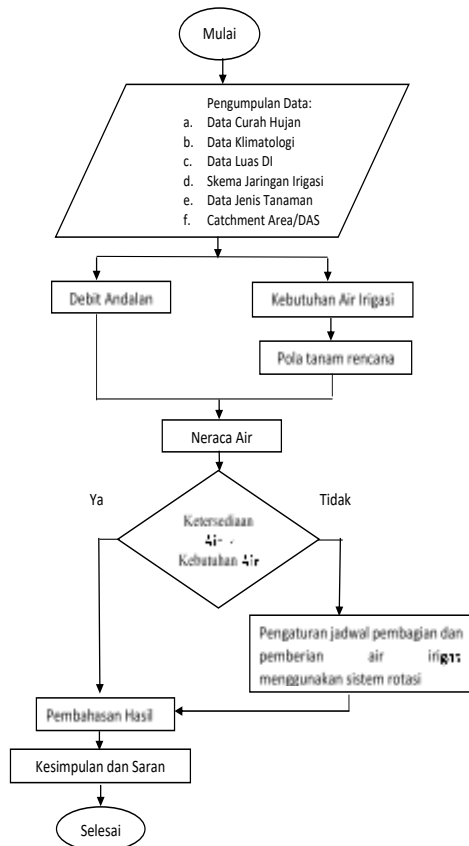 Mulai
Pengumpulan Data:
a. Data Curah Hujan
b. Data Klimatologi
c. Data Luas DI
d. Skema Jaringan Irigasi
e. Data Jenis Tanaman
f. Catchment Area/DAS
Debit Andalan
Kebutuhan Air Irigasi
Pola tanam rencana
Neraca Air
Ya
Tidak
Ketersediaan
Kebutuhan Air
Pengaturan jadwal pembagian dan
pemberian air irigasi
menggunakan sistem rotasi
Pembahasan Hasil
Kesimpulan dan Saran
Selesai